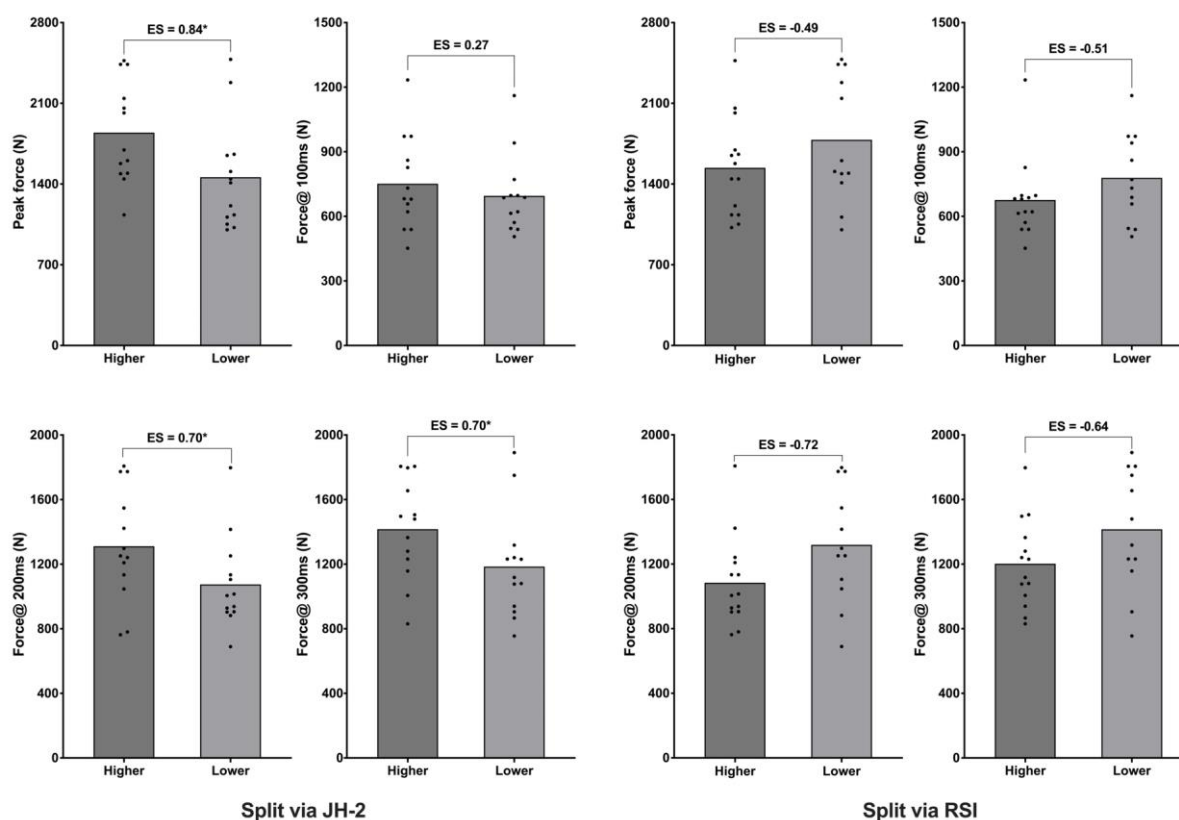 ES = 0.84*
Peak force (N)
2800
2100
1400
700
0
Higher
Lower
ES = 0.27
Force@ 100ms (N)
1500
1200
900
600
300
0
Higher
Lower
ES = -0.49
Peak force (N)
2800
2100
1400
700
0
Higher
Lower
ES = -0.51
Force@ 100ms (N)
1500
1200
900
600
300
0
Higher
Lower
ES = 0.70*
Force@ 200ms (N)
2000
1600
1200
800
400
0
Higher
Lower
ES = 0.70*
Force@ 300ms (N)
2000
1600
1200
800
400
0
Higher
Lower
ES = -0.72
Force@ 200ms (N)
2000
1600
1200
800
400
0
Higher
Lower
ES = -0.64
Force@ 300ms (N)
2000
1600
1200
800
400
0
Higher
Lower
Split via JH-2
Split via RSI